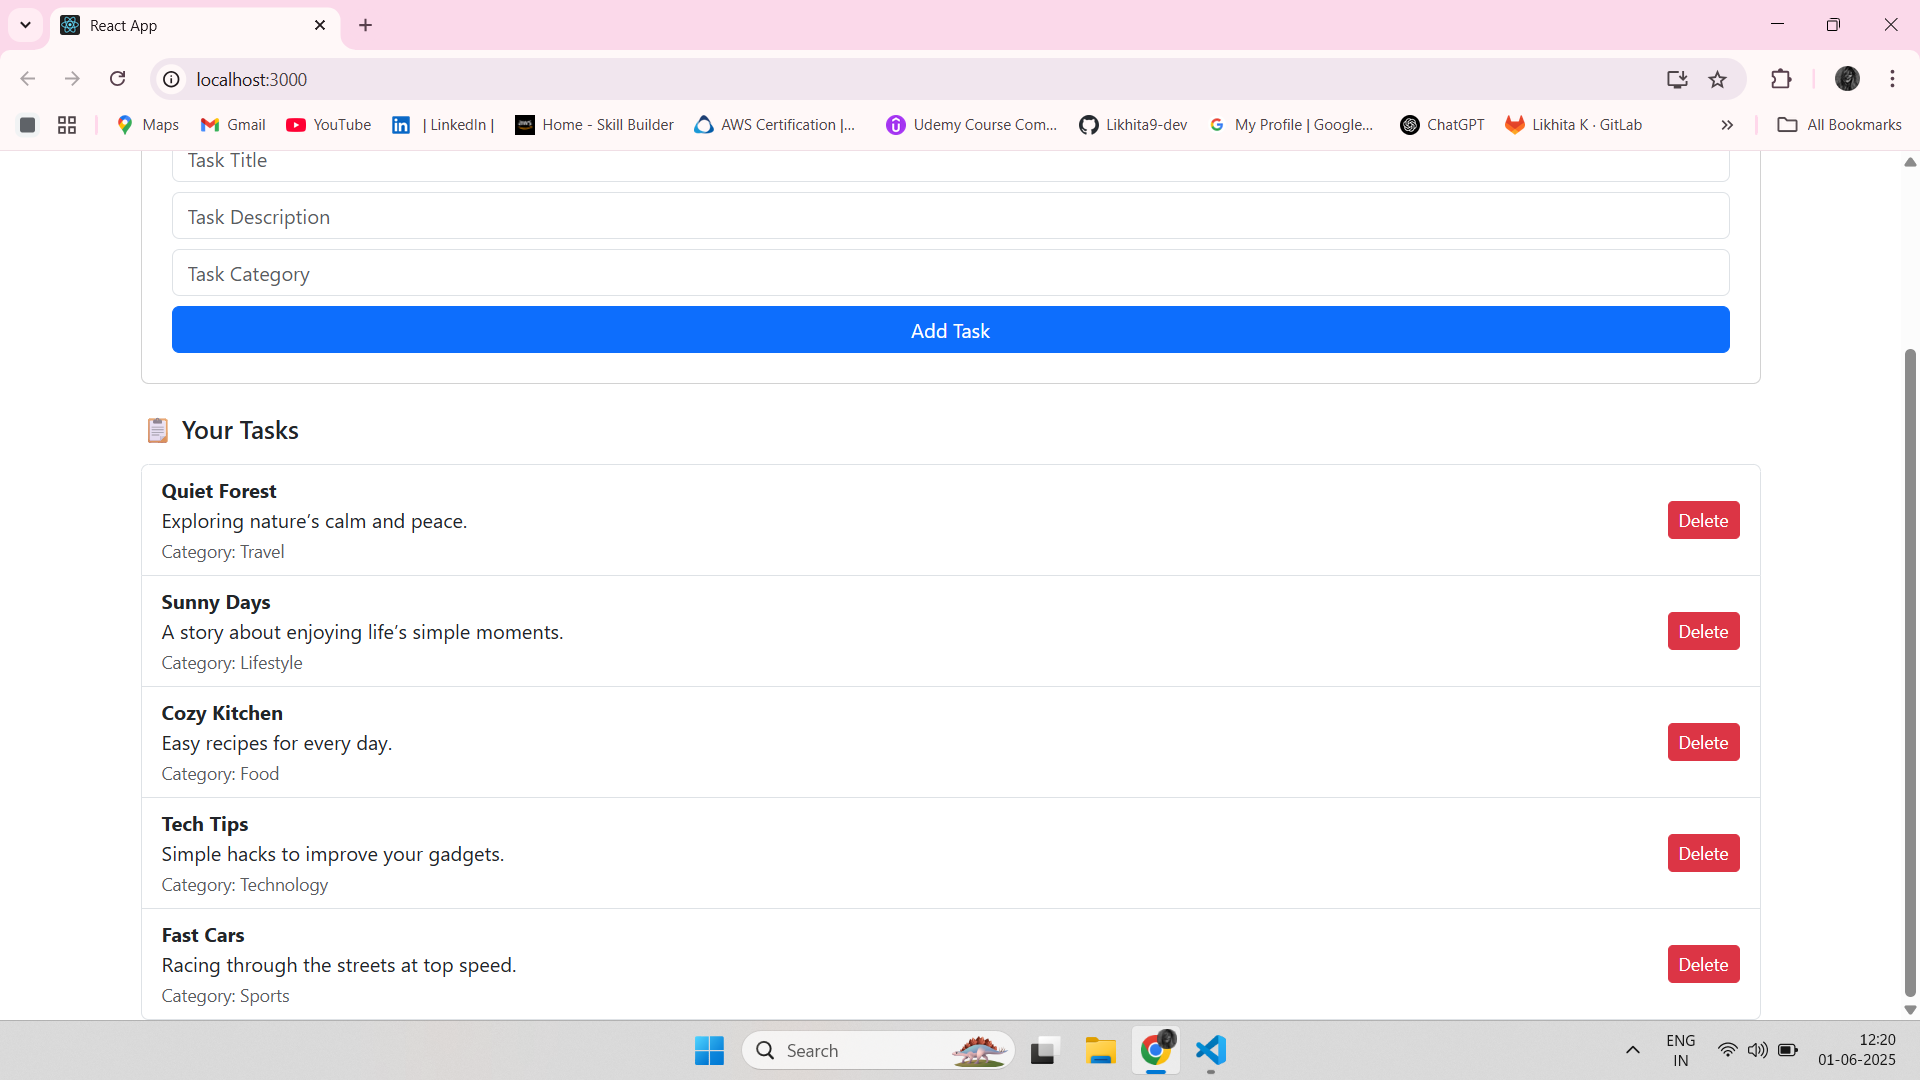 React App
localhost:3000
Maps
Gmail
YouTube
| LinkedIn |
Home - Skill Builder
AWS Certification |...
Udemy Course Com...
Likhita9-dev
My Profile | Google...
ChatGPT
Likhita K · GitLab
All Bookmarks
Task Title
Task Description
Task Category
Add Task
Your Tasks
Quiet Forest
Exploring nature’s calm and peace.
Category: Travel
Delete
Sunny Days
A story about enjoying life’s simple moments.
Category: Lifestyle
Delete
Cozy Kitchen
Easy recipes for every day.
Category: Food
Delete
Tech Tips
Simple hacks to improve your gadgets.
Category: Technology
Delete
Fast Cars
Racing through the streets at top speed.
Category: Sports
Delete
Search
ENG
IN
12:20
01-06-2025